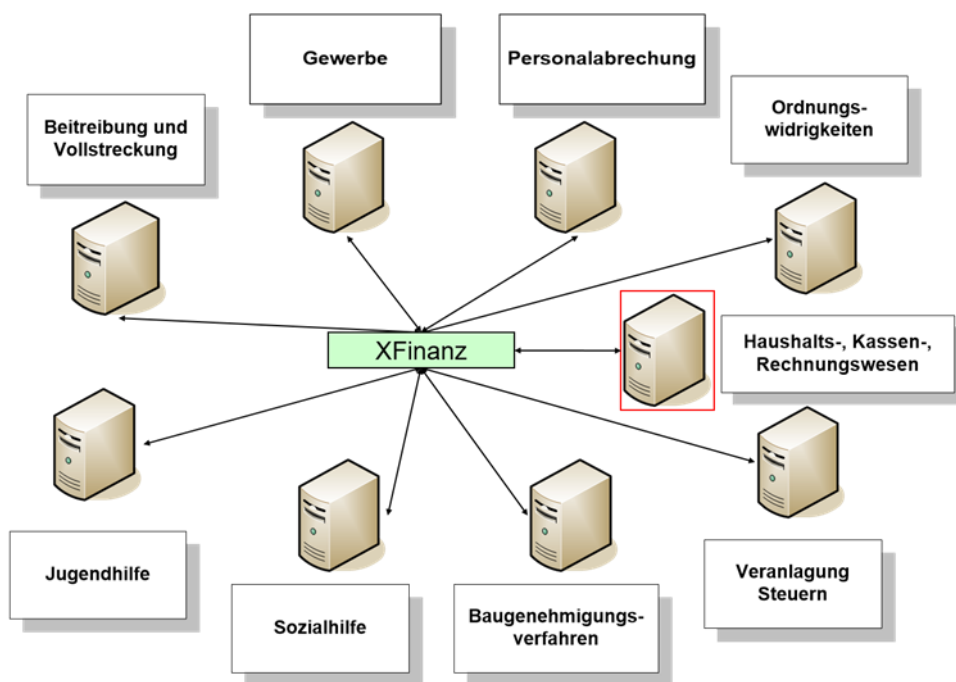 Gewerbe
Personalabrechung
Beitreibung und
Vollstreckung
Ordnungs-
widrigkeiten
XFinanz
Haushalts-, Kassen-,
Rechnungswesen
Jugendhilfe
Sozialhilfe
Baugenehmigungs-
verfahren
Veranlagung
Steuern